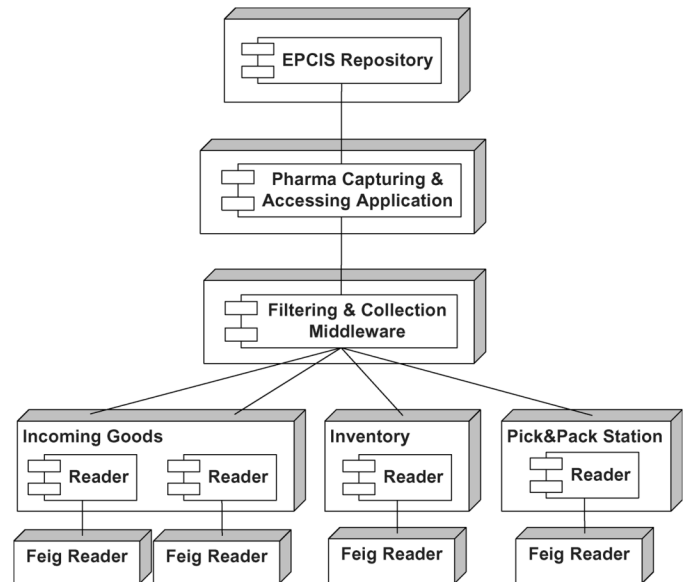 EPCIS Repository
Pharma Capturing &
Accessing Application
Filtering & Collection
Middleware
Incoming Goods
Reader
Reader
Inventory
Reader
Pick&Pack Station
Reader
Feig Reader
Feig Reader
Feig Reader
Feig Reader